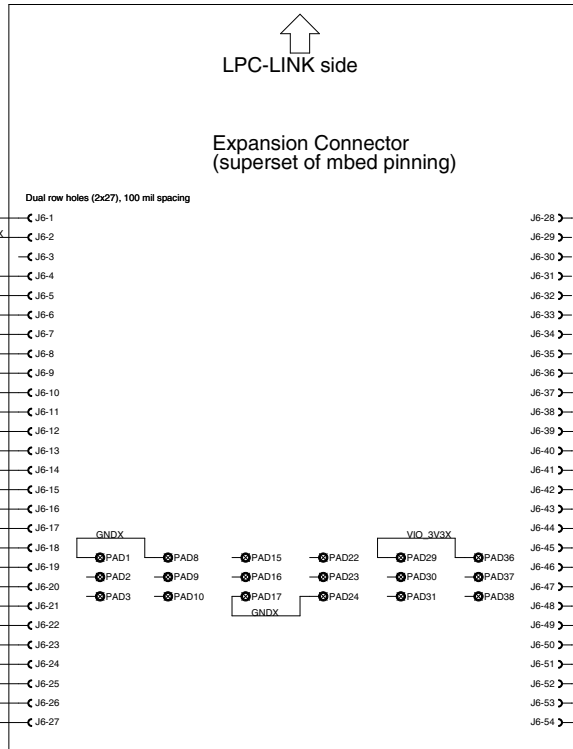 LPC-LINK side
Expansion Connector
(superset of mbed pinning)
Dual row holes (2x27), 100 mil spacing
J6-1 J6-28
X J6-2 J6-29
J6-3 J6-30
J6-4 J6-31
J6-5 J6-32
J6-6 J6-33
J6-7 J6-34
J6-8 J6-35
J6-9 J6-36
J6-10 J6-37
J6-11 J6-38
J6-12 J6-39
J6-13 J6-40
J6-14 J6-41
J6-15 J6-42
J6-16 J6-43
J6-17 J6-44
GNDX VIO_3V3X
J6-18 J6-45
PAD1 PAD8 PAD15 PAD22 PAD29 PAD36
J6-19 J6-46
PAD2 PAD9 PAD16 PAD23 PAD30 PAD37
J6-20 J6-47
PAD3 PAD10 PAD17 PAD24 PAD31 PAD38
J6-21 J6-48
GNDX
J6-22 J6-49
J6-23 J6-50
J6-24 J6-51
J6-25 J6-52
J6-26 J6-53
J6-27 J6-54